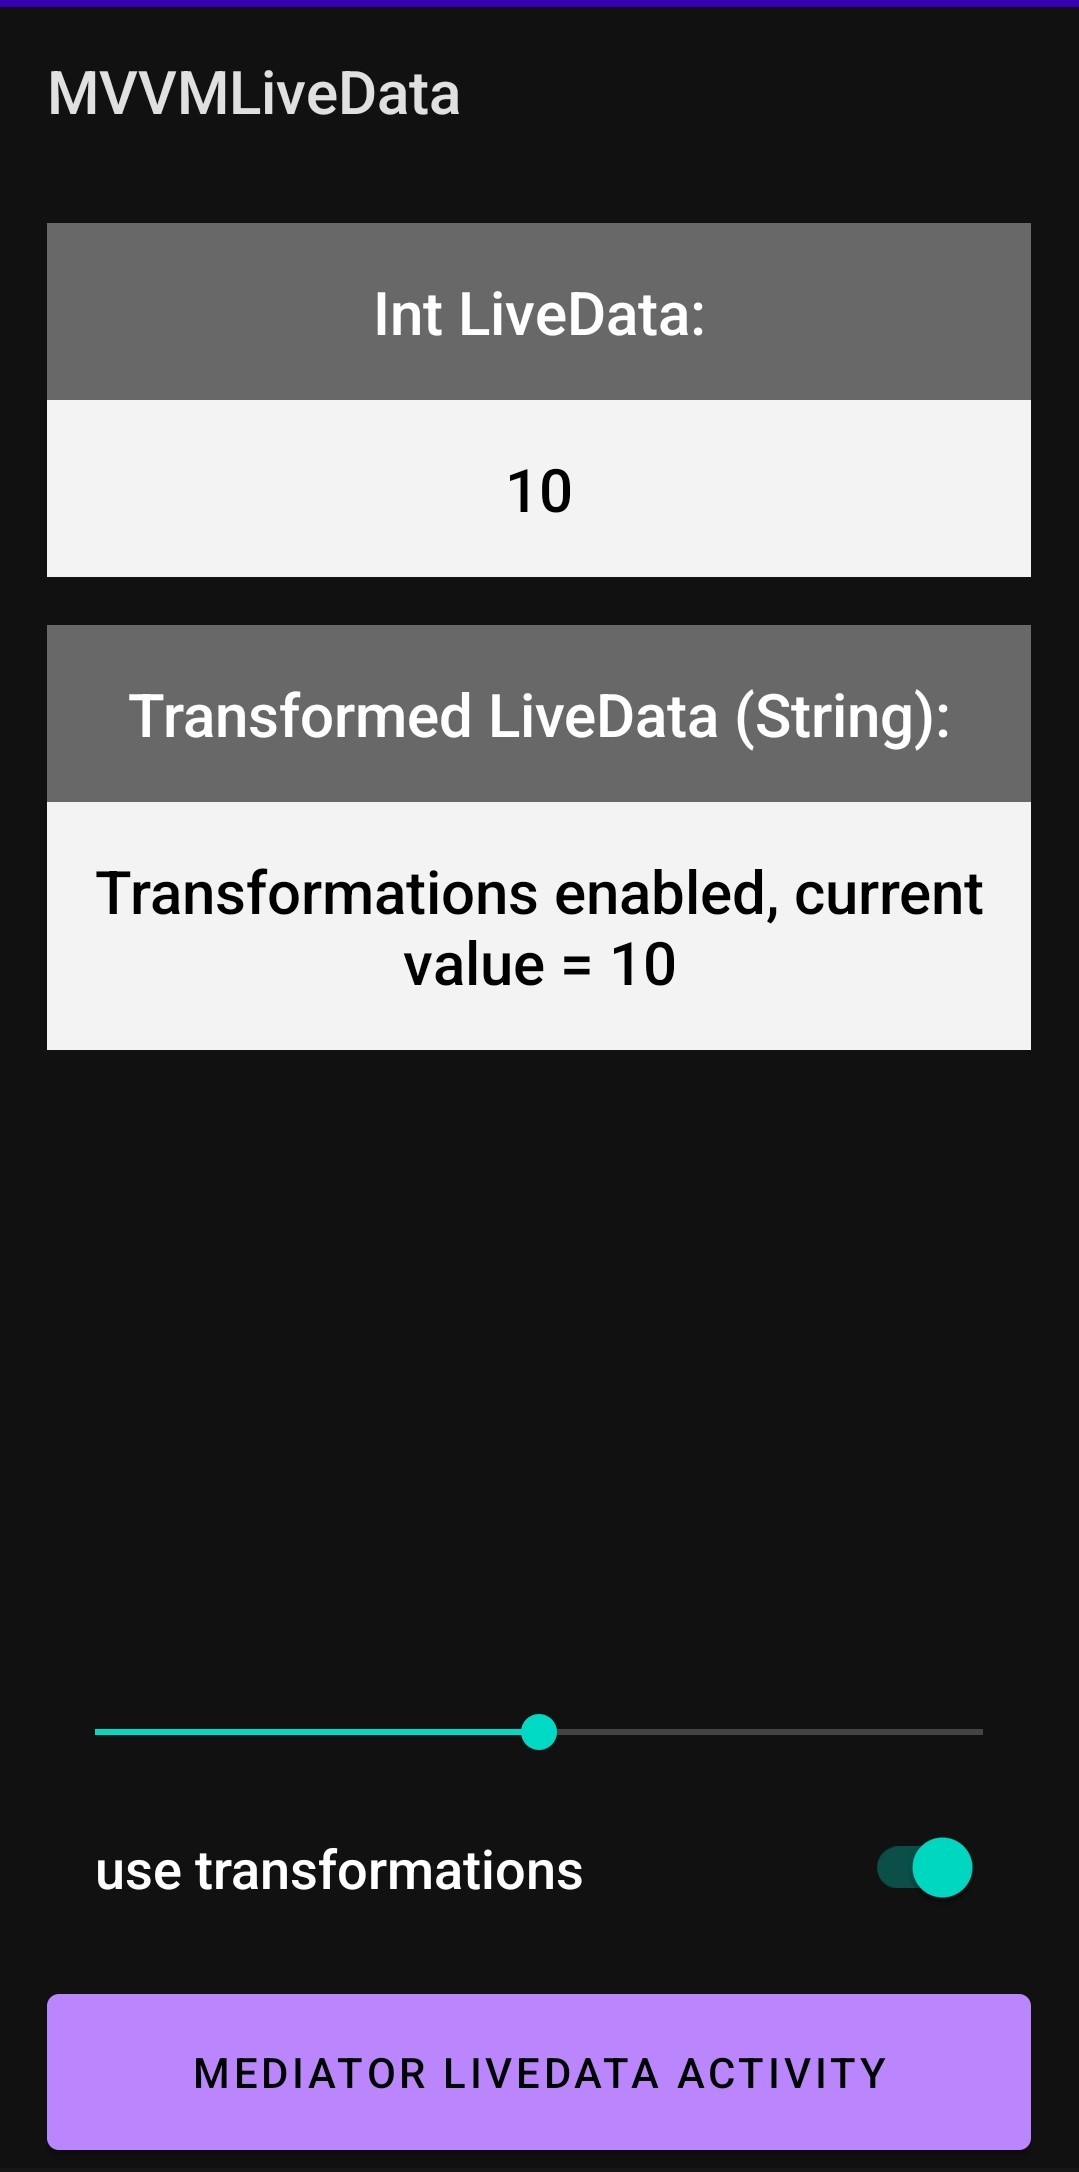 MVVMLiveData
Int LiveData:
10
Transformed LiveData (String):
Transformations enabled, current
value = 10
use transformations
MEDIATOR LIVEDATA ACTIVITY